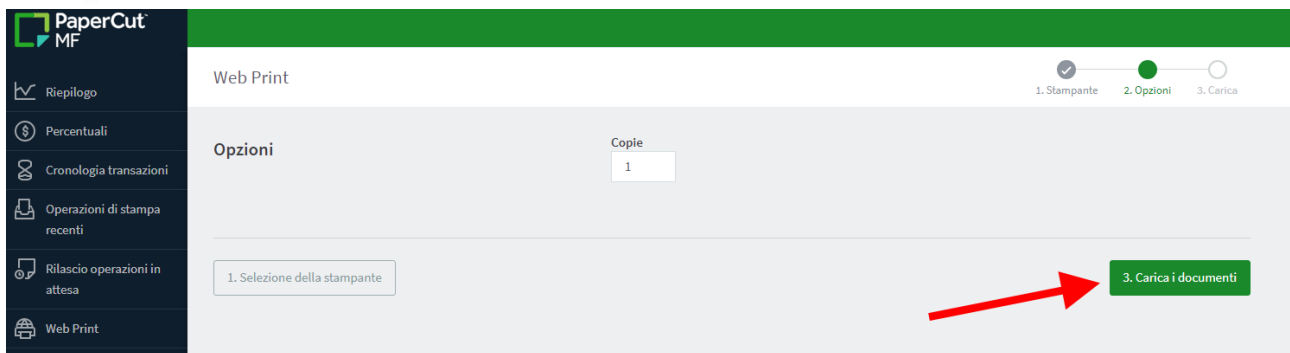 PaperCut
MF
Riepilogo
Percentuali
Cronologia transazioni
Operazioni di stampa
recenti
Rilascio operazioni in
attesa
Web Print
Web Print
1. Stampante
2. Opzioni
3. Carica
Opzioni
Copie
1
1. Selezione della stampante
3. Carica i documenti